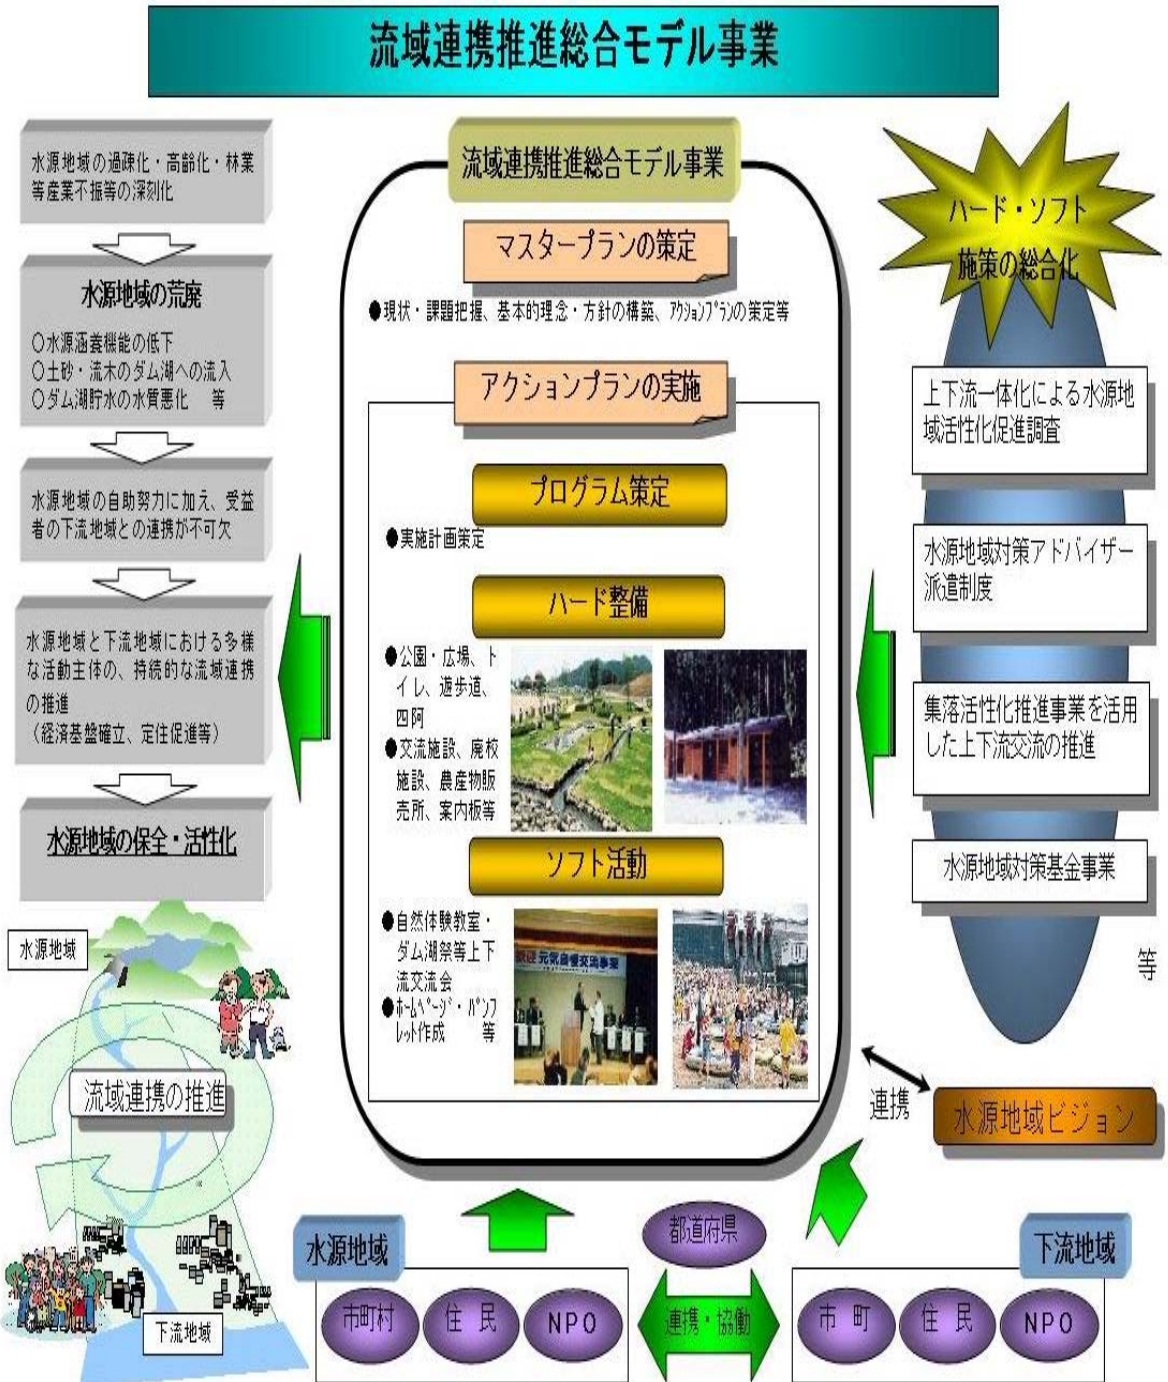 流域連携推進総合モデル事業
水源地域の過疎化・高齢化・林業
等産業不振等の深刻化
水源地域の荒廃
○水源涵養機能の低下
○土砂・流木のダム湖への流入
○ダム湖貯水の水質悪化 等
水源地域の自助努力に加え、受益
者の下流地域との連携が不可欠
水源地域と下流地域における多様
な活動主体の、持続的な流域連携
の推進
（経済基盤確立、定住促進等）
水源地域の保全・活性化
水源地域
流域連携の推進
下流地域
流域連携推進総合モデル事業
マスタープランの策定
●現状・課題把握、基本的理念・方針の構築、ｱｸｼｮﾝﾌﾟﾗﾝの策定等
アクションプランの実施
プログラム策定
●実施計画策定
ハード整備
●公園・広場、ト
イレ、遊歩道、
四阿
●交流施設、廃校
施設、農産物販
売所、案内板等
ソフト活動
●自然体験教室・
ダム湖祭等上下
流交流会
●ﾎｰﾑﾍﾟｰｼﾞ・ﾊﾟﾝﾌ
ﾚｯﾄ作成 等
ハード・ソフト
施策の総合化
上下流一体化による水源地
域活性化促進調査
水源地域対策アドバイザー
派遣制度
集落活性化推進事業を活用
した上下流交流の推進
水源地域対策基金事業
等
連携
水源地域ビジョン
水源地域
市町村
住 民
NPO
都道府県
連携・協働
下流地域
市 町
住 民
NPO